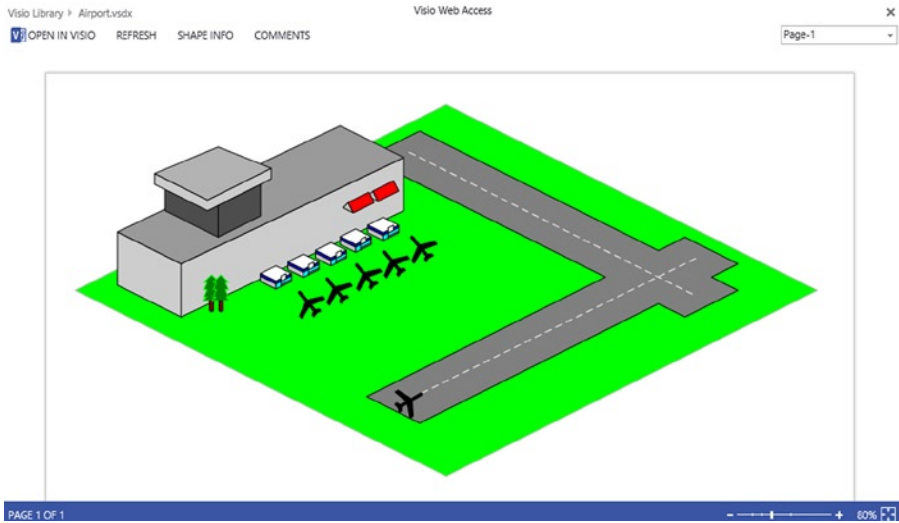 Visio Library ▸ Airport.vsdx
Visio Web Access
OPEN IN VISIO REFRESH SHAPE INFO COMMENTS
Page-1
PAGE 1 OF 1
80%